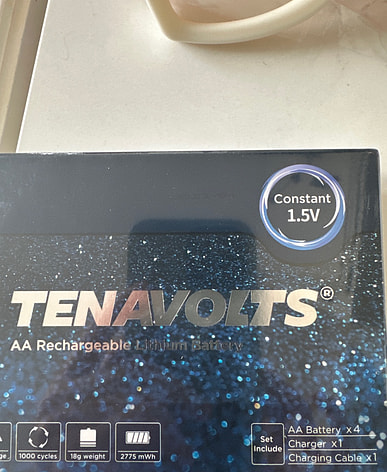 Constant
1.5V
TENAVOLTS®
AA Rechargeable Lithium Battery
1000 cycles
18g weight
2775 mWh
Set
Include
AA Battery x4
Charger x1
Charging Cable x1